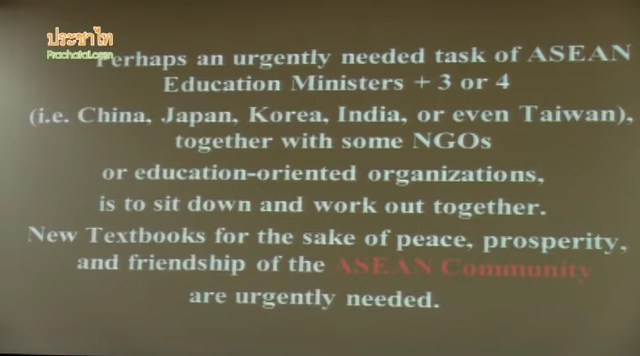 ประชาไท
Prachatai.com
Perhaps an urgently needed task of ASEAN
Education Ministers + 3 or 4
(i.e. China, Japan, Korea, India, or even Taiwan),
together with some NGOs
or education-oriented organizations,
is to sit down and work out together.
New Textbooks for the sake of peace, prosperity,
and friendship of the ASEAN Community
are urgently needed.